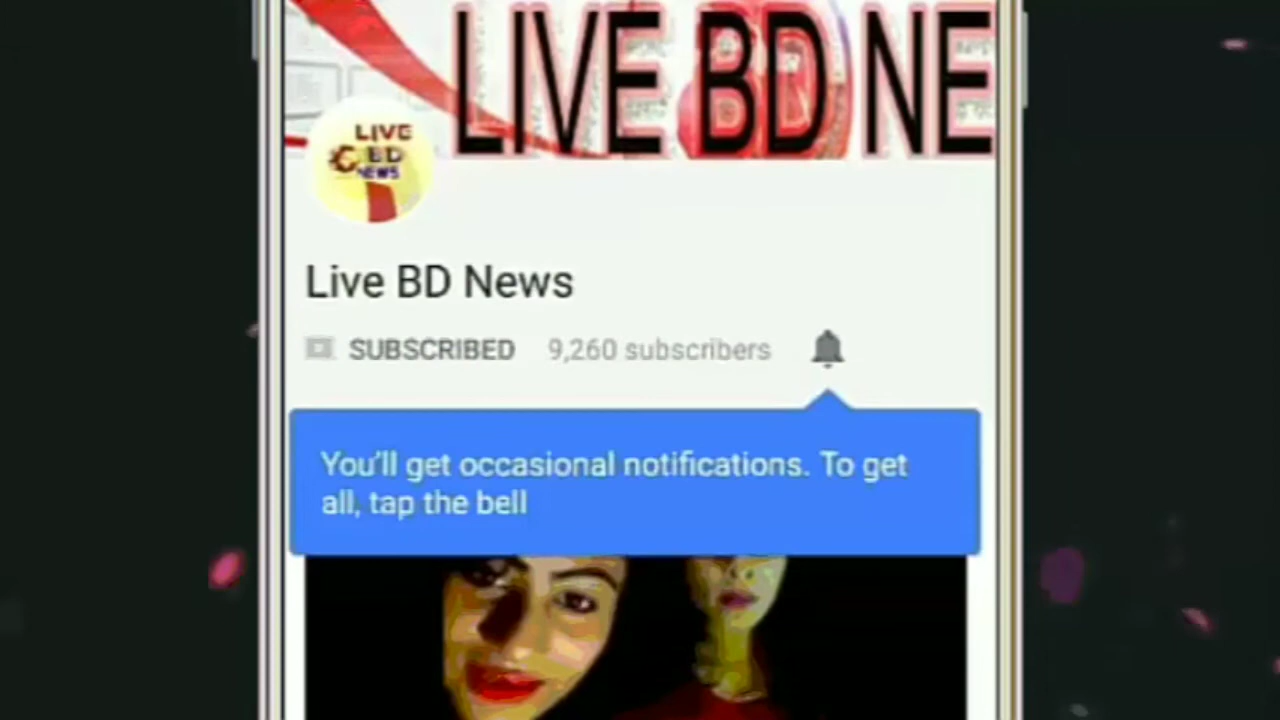 LIVE BD NE
LIVE
BD
NEWS
Live BD News
SUBSCRIBED 9,260 subscribers
You'll get occasional notifications. To get
all, tap the bell